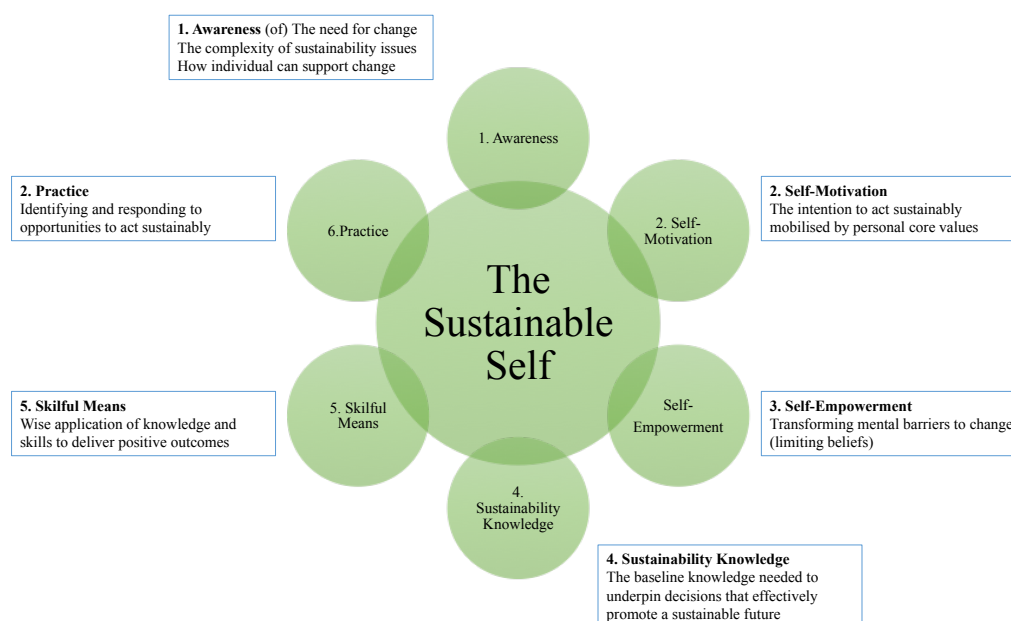 1. Awareness (of) The need for change
The complexity of sustainability issues
How individual can support change
1. Awareness
2. Practice
Identifying and responding to
opportunities to act sustainably
6.Practice
2. Self-
Motivation
2. Self-Motivation
The intention to act sustainably
mobilised by personal core values
The
Sustainable
Self
5. Skilful Means
Wise application of knowledge and
skills to deliver positive outcomes
5. Skilful
Means
Self-
Empowerment
3. Self-Empowerment
Transforming mental barriers to change
(limiting beliefs)
4.
Sustainability
Knowledge
4. Sustainability Knowledge
The baseline knowledge needed to
underpin decisions that effectively
promote a sustainable future